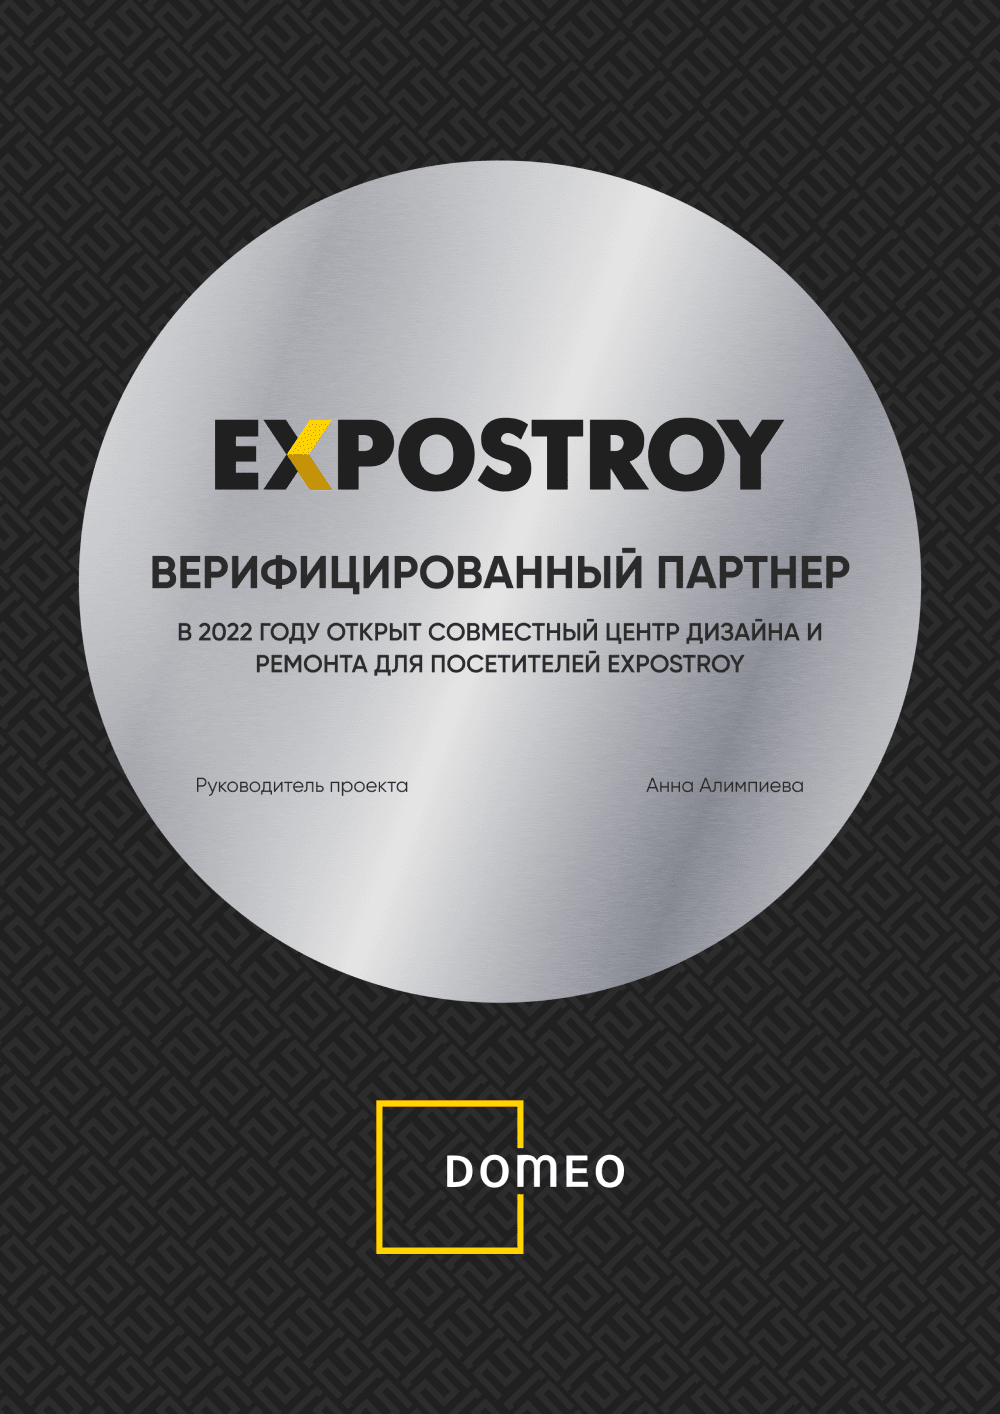 EXPOSTROY
ВЕРИФИЦИРОВАННЫЙ ПАРТНЕР
В 2022 ГОДУ ОТКРЫТ СОВМЕСТНЫЙ ЦЕНТР ДИЗАЙНА И
РЕМОНТА ДЛЯ ПОСЕТИТЕЛЕЙ EXPOSTROY
Руководитель проекта Анна Алимпиева
DOMEO